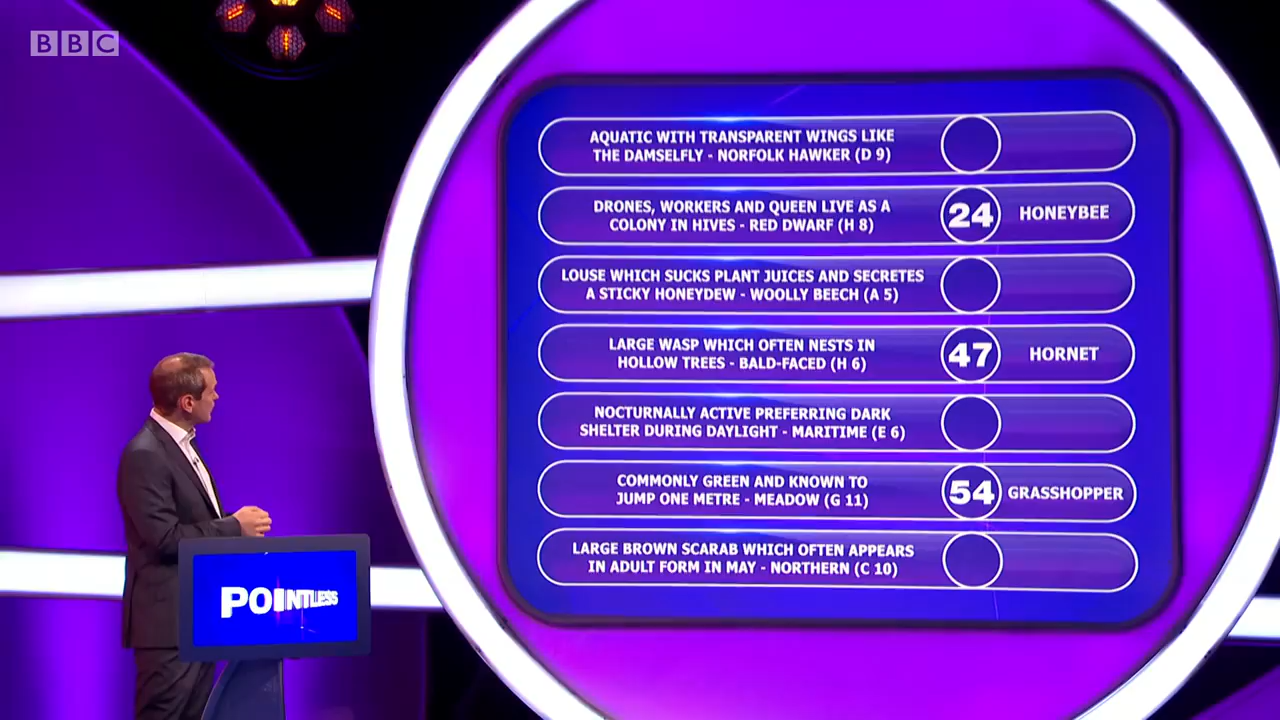 BBC
AQUATIC WITH TRANSPARENT WINGS LIKE
THE DAMSELFLY - NORFOLK HAWKER (D 9)
DRONES, WORKERS AND QUEEN LIVE AS A
COLONY IN HIVES - RED DWARF (H 8)
24 HONEYBEE
LOUSE WHICH SUCKS PLANT JUICES AND SECRETES
A STICKY HONEYDEW - WOOLLY BEECH (A 5)
LARGE WASP WHICH OFTEN NESTS IN
HOLLOW TREES - BALD-FACED (H 6)
47 HORNET
NOCTURNALLY ACTIVE PREFERRING DARK
SHELTER DURING DAYLIGHT - MARITIME (E 6)
COMMONLY GREEN AND KNOWN TO
JUMP ONE METRE - MEADOW (G 11)
54 GRASSHOPPER
LARGE BROWN SCARAB WHICH OFTEN APPEARS
IN ADULT FORM IN MAY - NORTHERN (C 10)
POINTLESS